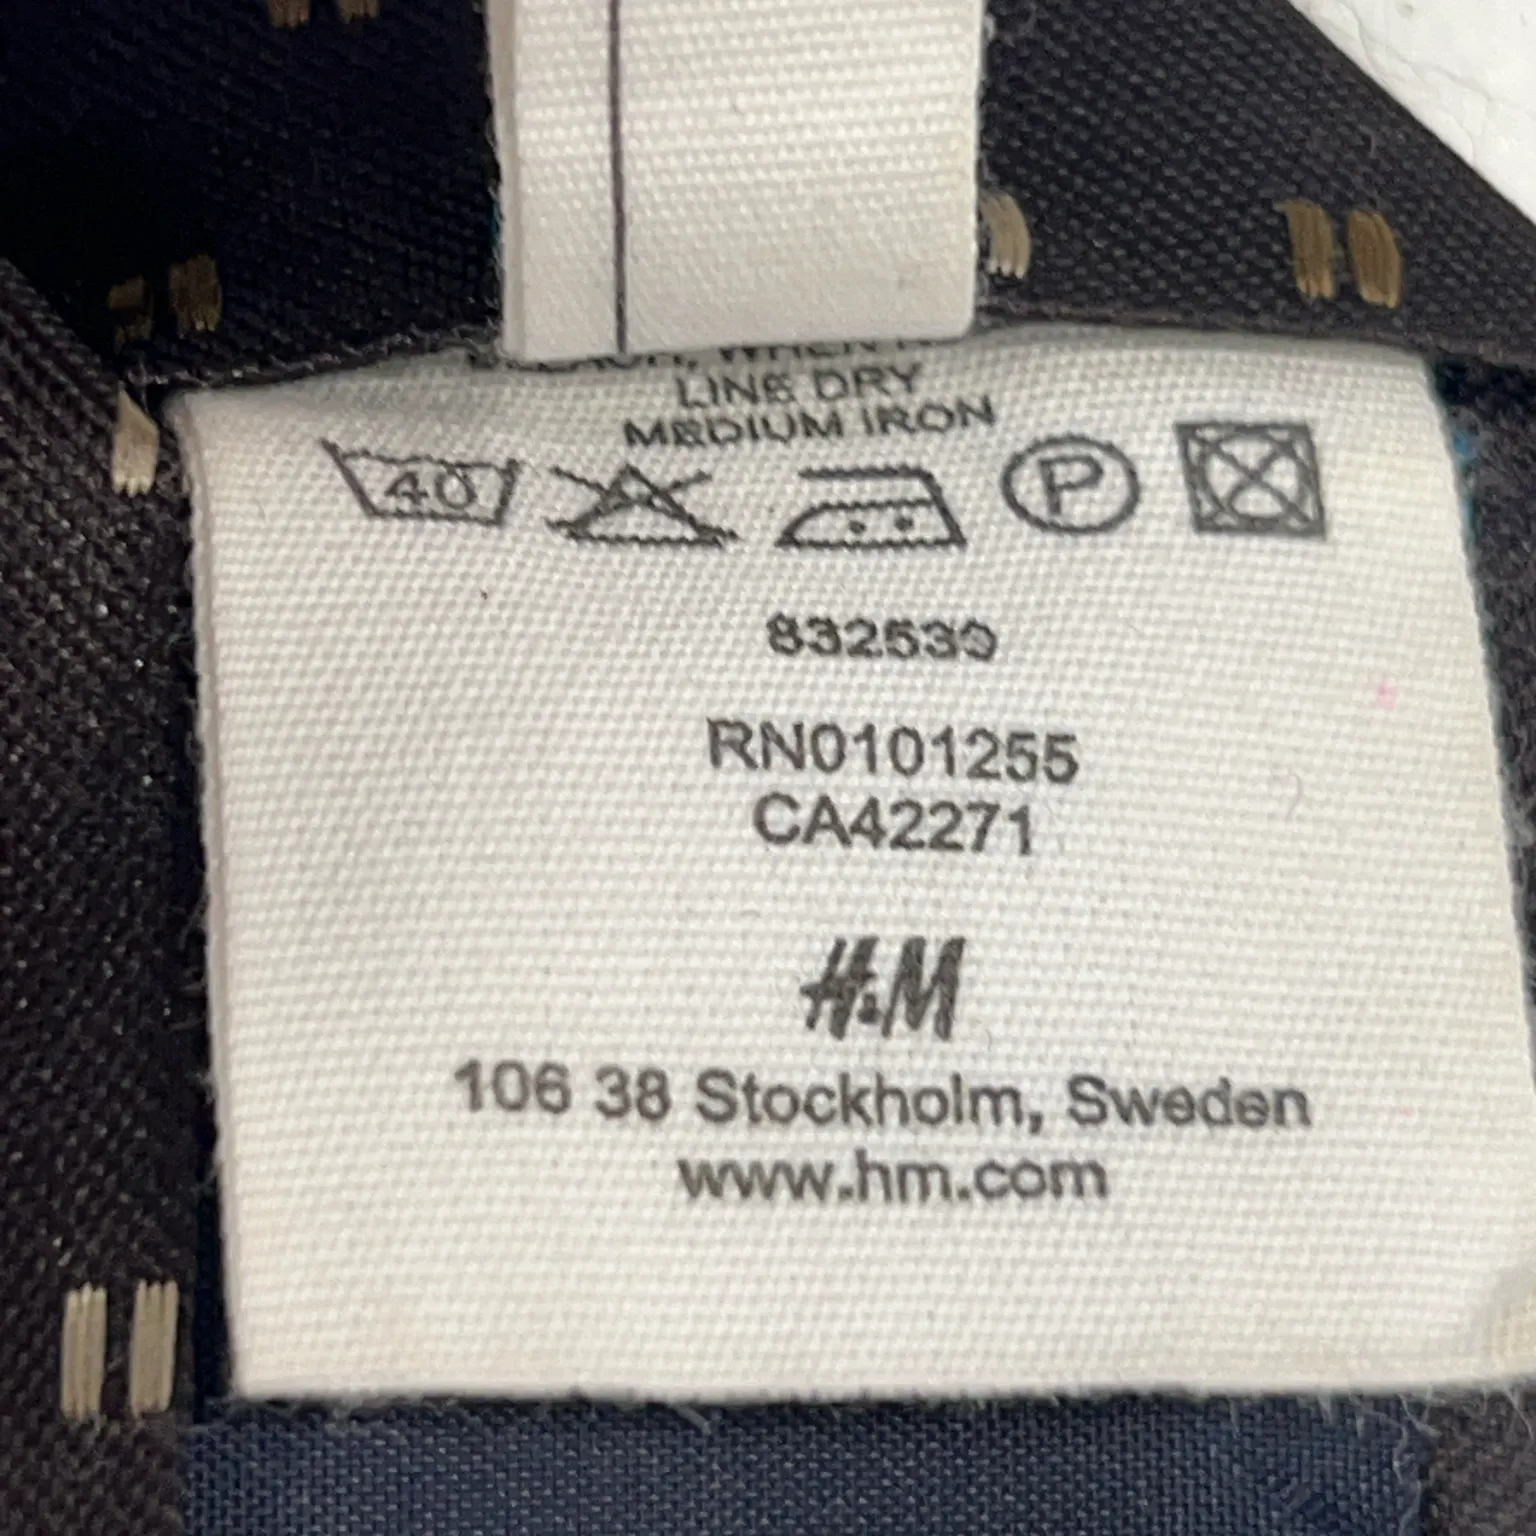 LINE DRY
MEDIUM IRON
40 P
832539
RN0101255
CA42271
H&M
106 38 Stockholm, Sweden
www.hm.com